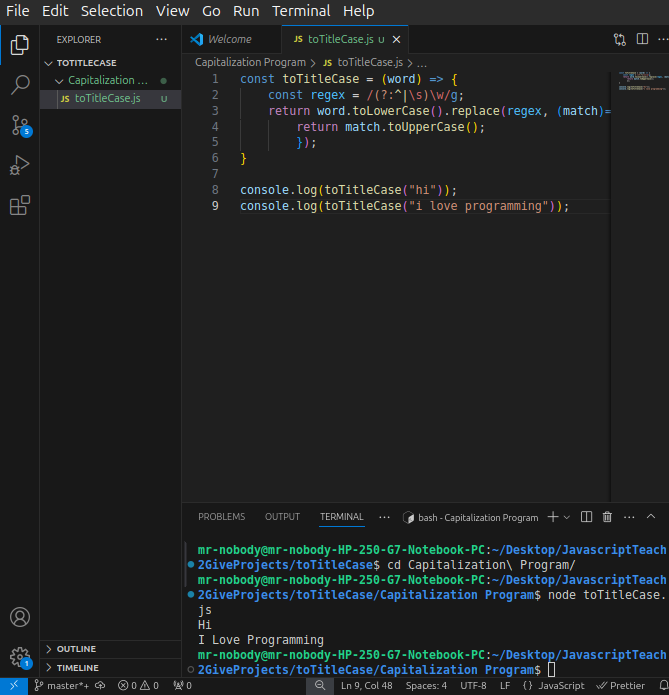 File Edit Selection View Go Run Terminal Help
EXPLORER ···
Welcome
JS toTitleCase.js U ×
TOTITLECASE
Capitalization ...
JS toTitleCase.js U
5
1
Capitalization Program > JS toTitleCase.js > ...
1 const toTitleCase = (word) => {
2 const regex = /(?:^|\s)\w/g;
3 return word.toLowerCase().replace(regex, (match)=
4 return match.toUpperCase();
5 });
6 }
7
8 console.log(toTitleCase("hi"));
9 console.log(toTitleCase("i love programming"));
PROBLEMS OUTPUT TERMINAL ··· bash - Capitalization Program
mr-nobody@mr-nobody-HP-250-G7-Notebook-PC:~/Desktop/JavascriptTeach
2GiveProjects/toTitleCase$ cd Capitalization\ Program/
mr-nobody@mr-nobody-HP-250-G7-Notebook-PC:~/Desktop/JavascriptTeach
2GiveProjects/toTitleCase/Capitalization Program$ node toTitleCase.
js
Hi
I Love Programming
mr-nobody@mr-nobody-HP-250-G7-Notebook-PC:~/Desktop/JavascriptTeach
2GiveProjects/toTitleCase/Capitalization Program$
OUTLINE
TIMELINE
master*+ 0 0 0 Ln 9, Col 48 Spaces: 4 UTF-8 LF {} JavaScript Prettier